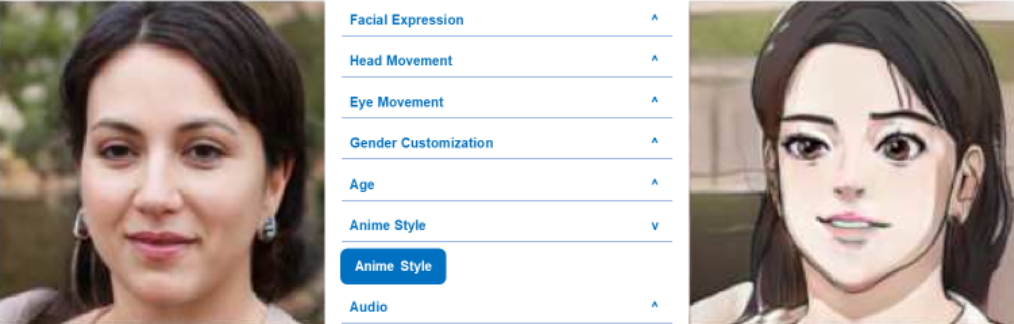 Facial Expression ^
Head Movement ^
Eye Movement ^
Gender Customization ^
Age ^
Anime Style v
Anime Style
Audio ^